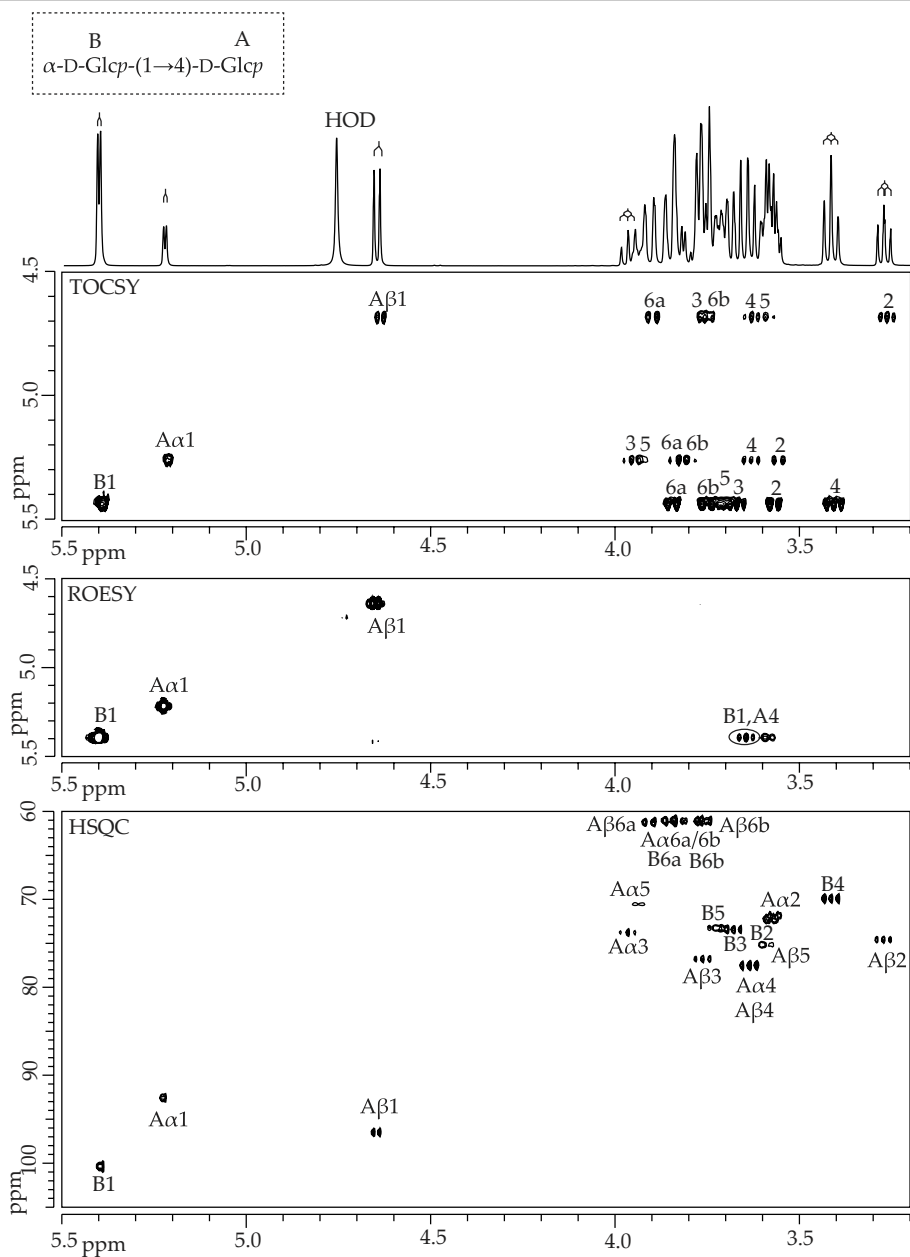 B A
α-D-Glcp-(1→4)-D-Glcp
HOD
4.5
TOCSY
Aβ1 6a 3 6b 4 5 2
5.0
Aα1 3 5 6a 6b 4 2
B1 6a 6b 5 3 2 4
5.5
ppm
5.5 ppm 5.0 4.5 4.0 3.5
4.5
ROESY
Aβ1
5.0
Aα1
B1 B1,A4
5.5
ppm
5.5 ppm 5.0 4.5 4.0 3.5
60
HSQC
Aβ6a Aα6a/6b Aβ6b
B6a B6b
70
Aα5 B5 Aα2 B4
Aα3 B3 B2 Aβ5 Aβ2
Aβ3 Aα4
80
Aβ4
90
Aα1 Aβ1
100
B1
ppm
5.5 ppm 5.0 4.5 4.0 3.5